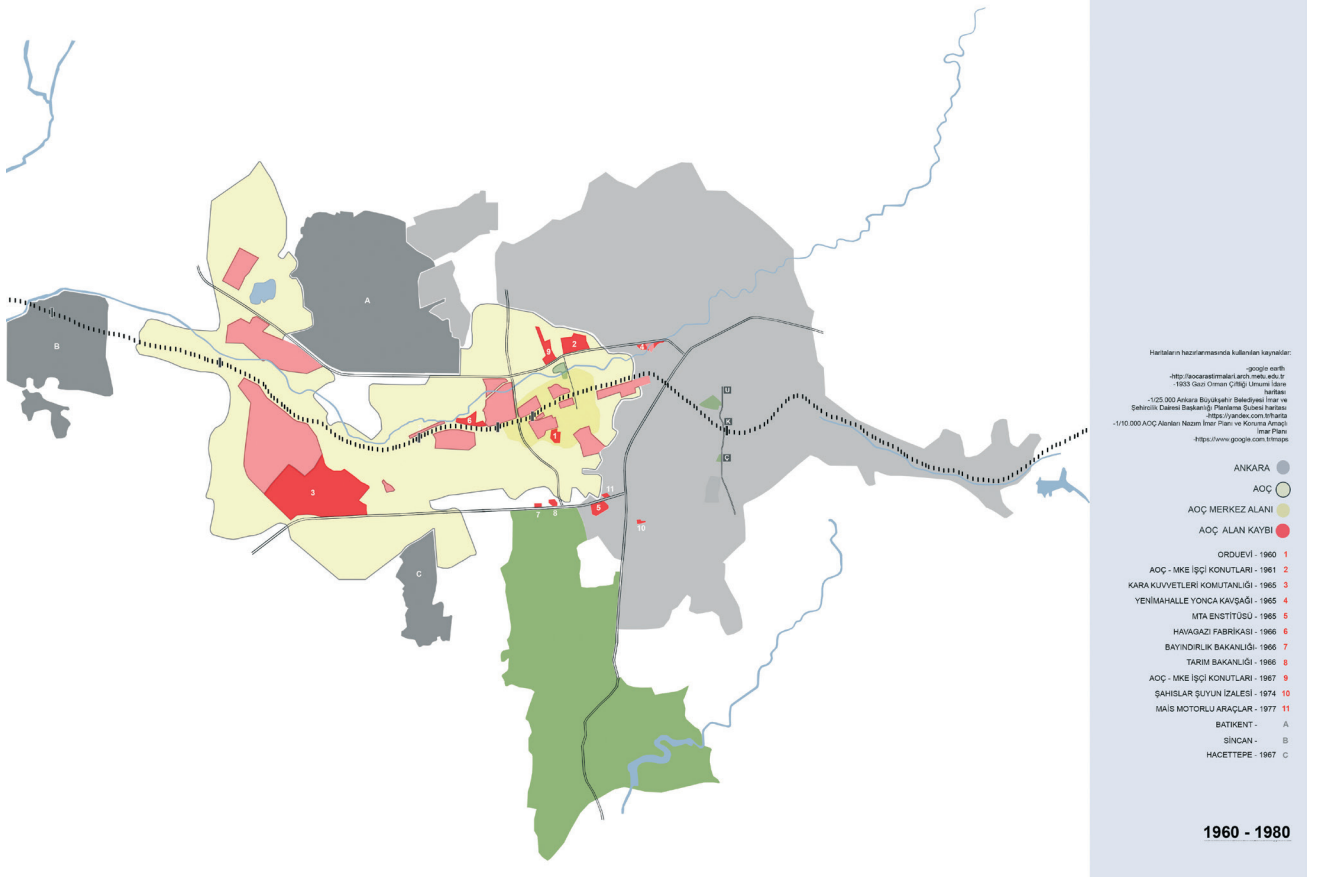 A
B
9
2
4
U
K
6
1
C
3
11
7
8
5
10
C
Haritaların hazırlanmasında kullanılan kaynaklar:
-google earth
-http://aocarastirmalari.arch.metu.edu.tr
-1933 Gazi Orman Çiftliği Umumi İdare
haritası
-1/25.000 Ankara Büyükşehir Belediyesi İmar ve
Şehircilik Dairesi Başkanlığı Planlama Şubesi haritası
-https://yandex.com.tr/harita
-1/10.000 AOÇ Alanları Nazım İmar Planı ve Koruma Amaçlı
İmar Planı
-https://www.google.com.tr/maps
ANKARA
AOÇ
AOÇ MERKEZ ALANI
AOÇ ALAN KAYBI
ORDUEVİ - 1960 1
AOÇ - MKE İŞÇİ KONUTLARI - 1961 2
KARA KUVVETLERİ KOMUTANLIĞI - 1965 3
YENİMAHALLE YONCA KAVŞAĞI - 1965 4
MTA ENSTİTÜSÜ - 1965 5
HAVAGAZI FABRİKASI - 1966 6
BAYINDIRLIK BAKANLIĞI- 1966 7
TARIM BAKANLIĞI - 1966 8
AOÇ - MKE İŞÇİ KONUTLARI - 1967 9
ŞAHISLAR ŞUYUN İZALESİ - 1974 10
MAİS MOTORLU ARAÇLAR - 1977 11
BATIKENT - A
SİNCAN - B
HACETTEPE - 1967 C
1960 - 1980